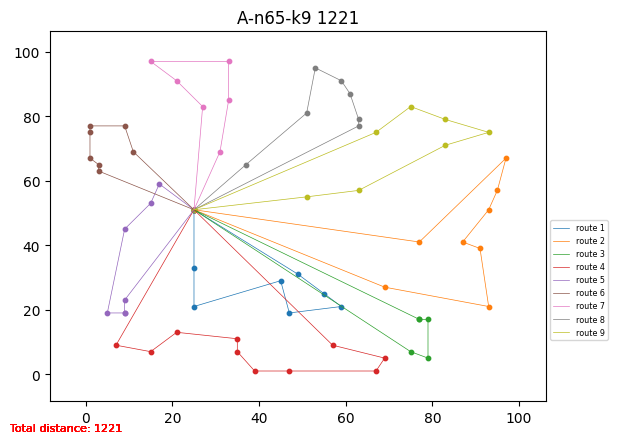 A-n65-k9 1221
100
80
60
40
20
0
0 20 40 60 80 100
route 1
route 2
route 3
route 4
route 5
route 6
route 7
route 8
route 9
Total distance: 1221